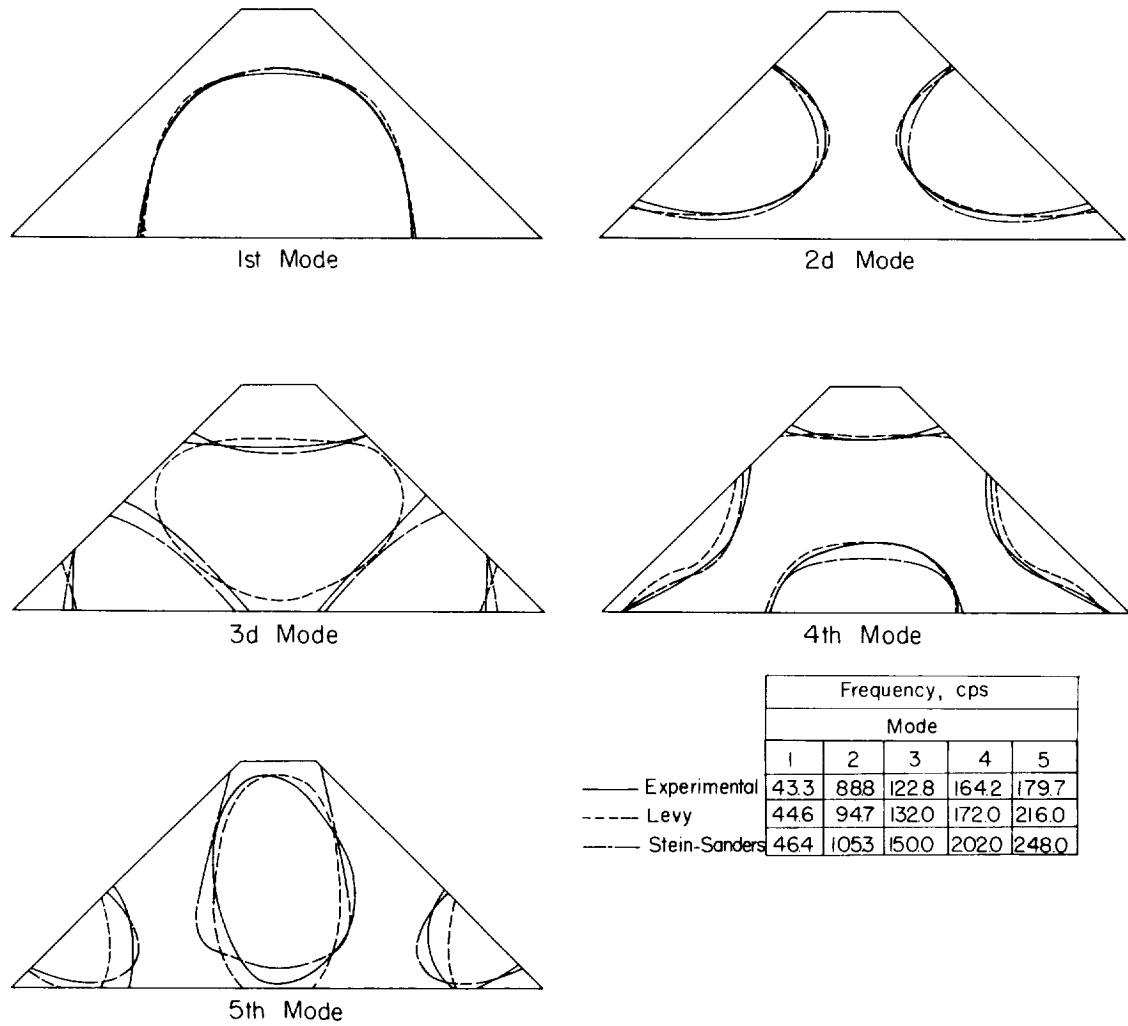 1st Mode
2d Mode
3d Mode
4th Mode
5th Mode
Frequency, cps
Mode
1 2 3 4 5
Experimental 43.3 88.8 122.8 164.2 179.7
Levy 44.6 94.7 132.0 172.0 216.0
Stein-Sanders 46.4 105.3 150.0 202.0 248.0